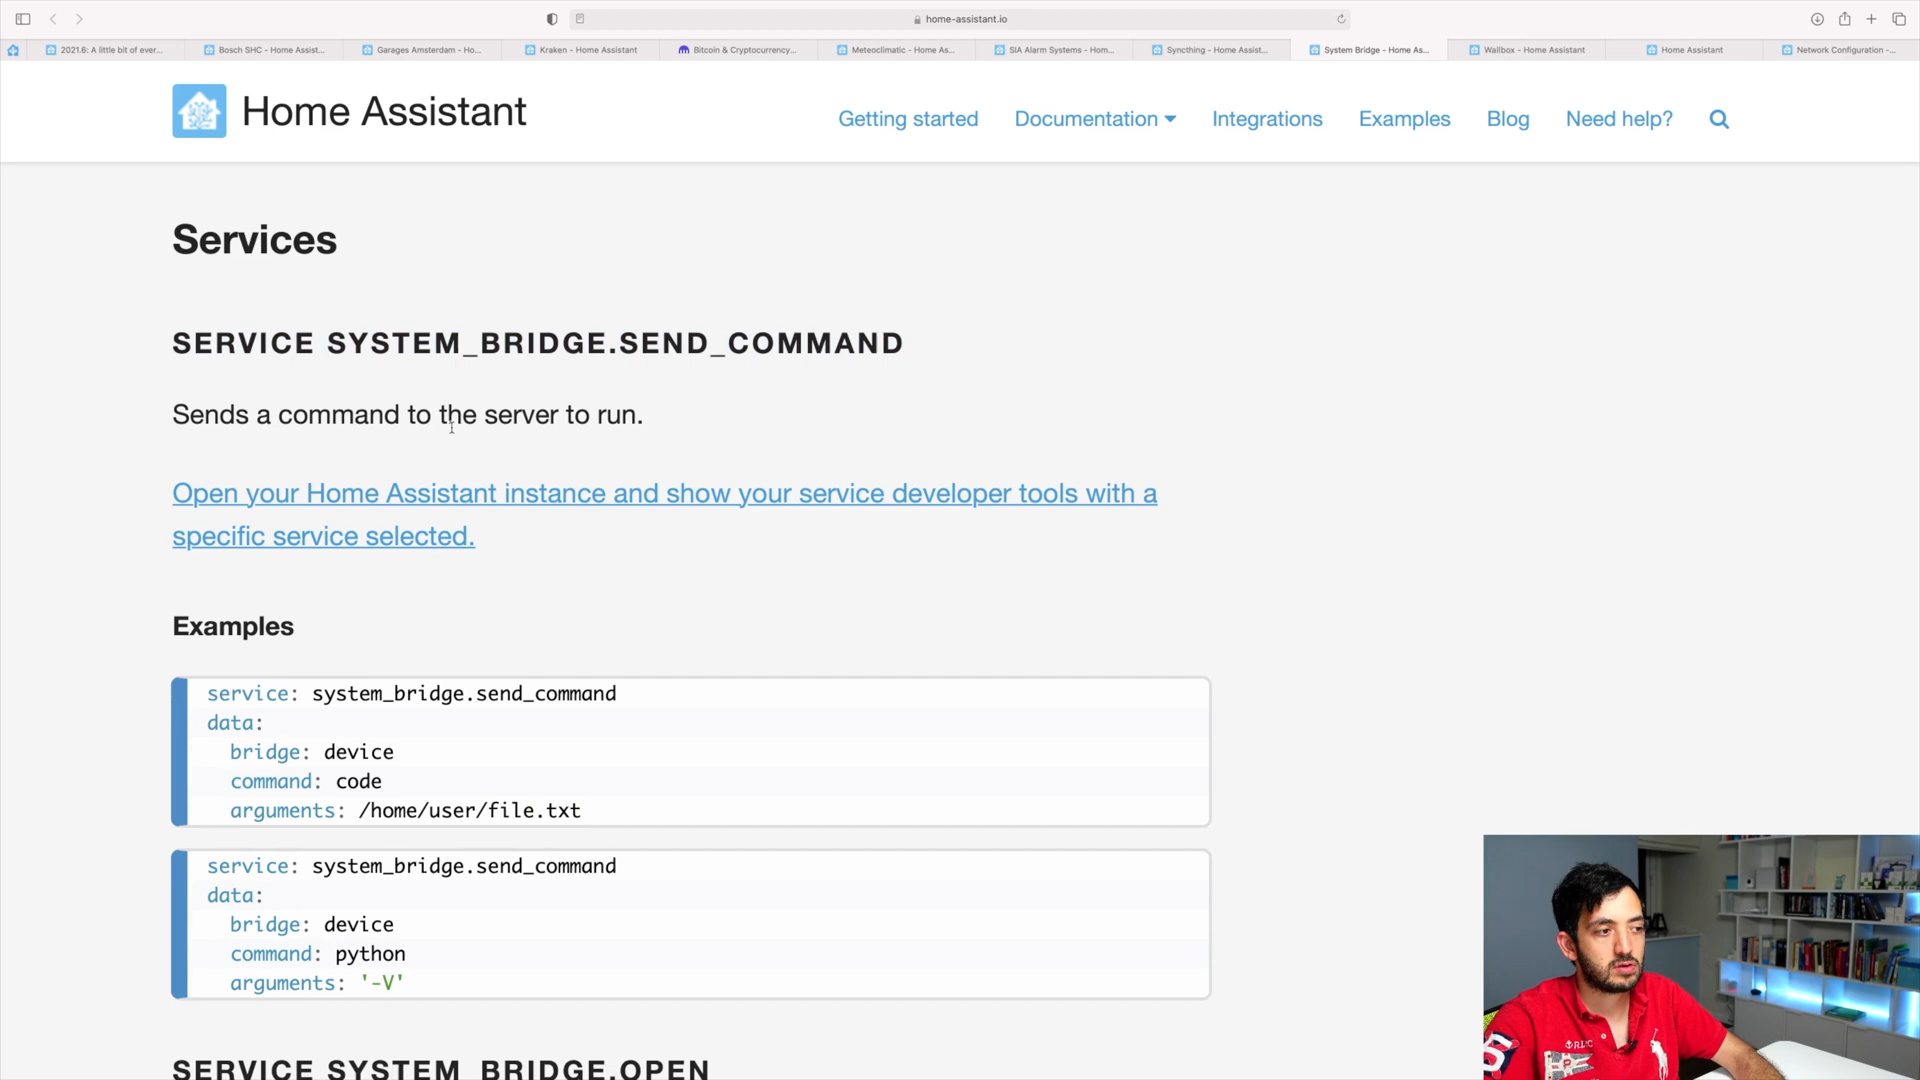 home-assistant.io
2021.6: A little bit of ever...
Bosch SHC - Home Assist...
Garages Amsterdam - Ho...
Kraken - Home Assistant
Bitcoin & Cryptocurrency...
Meteoclimatic - Home As...
SIA Alarm Systems - Hom...
Syncthing - Home Assist...
System Bridge - Home As...
Wallbox - Home Assistant
Home Assistant
Network Configuration -...
Home Assistant
Getting started
Documentation
Integrations
Examples
Blog
Need help?
Services
SERVICE SYSTEM_BRIDGE.SEND_COMMAND
Sends a command to the server to run.
Open your Home Assistant instance and show your service developer tools with a
specific service selected.
Examples
service: system_bridge.send_command
data:
bridge: device
command: code
arguments: /home/user/file.txt
service: system_bridge.send_command
data:
bridge: device
command: python
arguments: '-V'
SERVICE SYSTEM_BRIDGE.OPEN